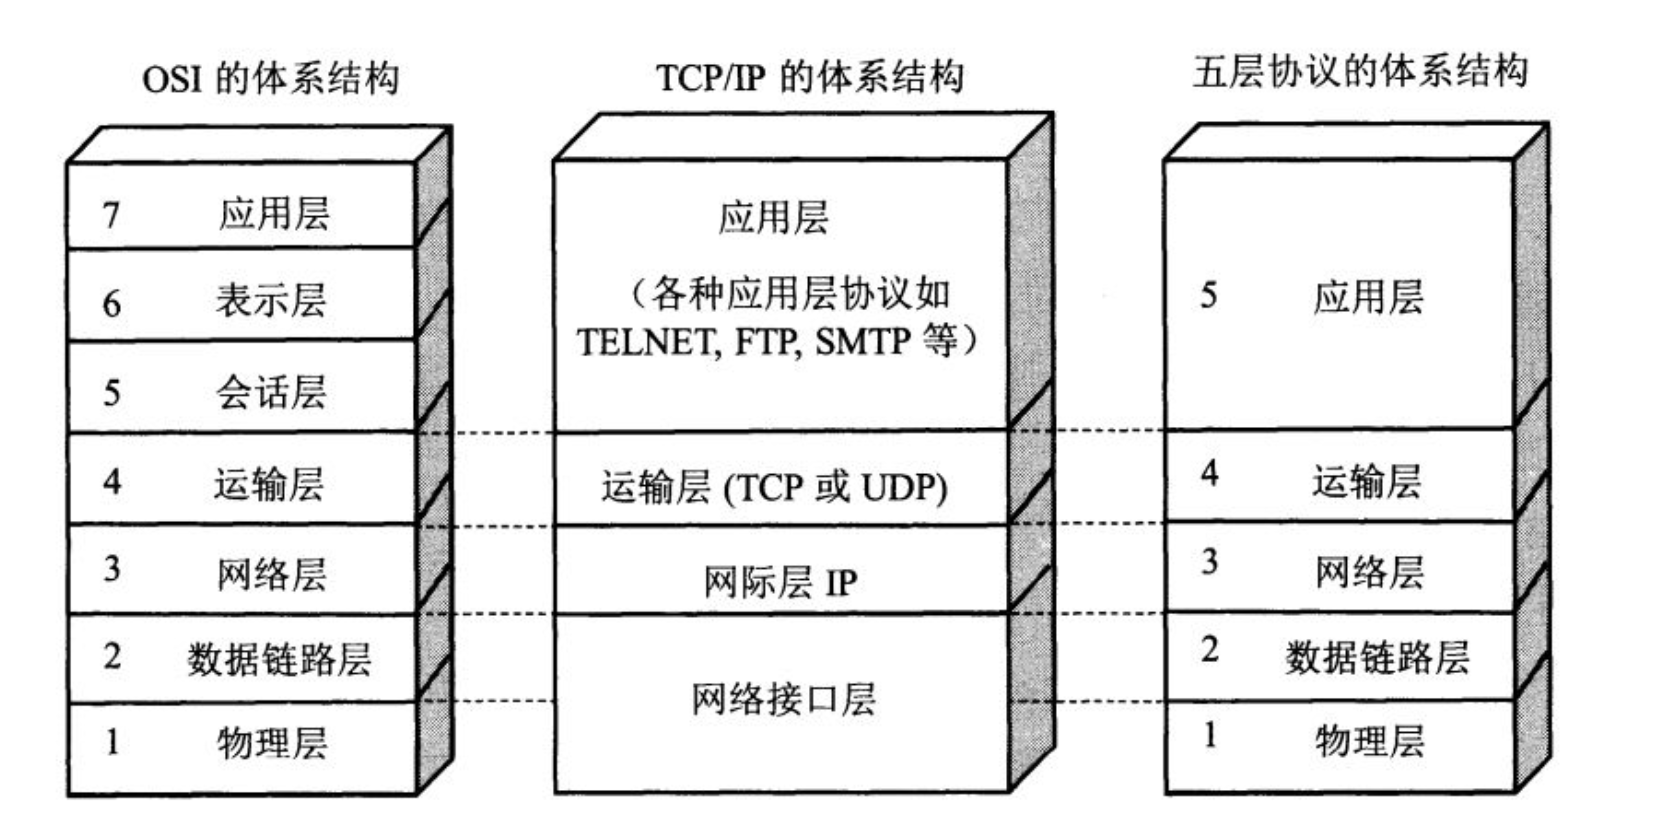 OSI 的体系结构
7 应用层
6 表示层
5 会话层
4 运输层
3 网络层
2 数据链路层
1 物理层
TCP/IP 的体系结构
应用层
（各种应用层协议如
TELNET, FTP, SMTP 等）
运输层 (TCP 或 UDP)
网际层 IP
网络接口层
五层协议的体系结构
5 应用层
4 运输层
3 网络层
2 数据链路层
1 物理层